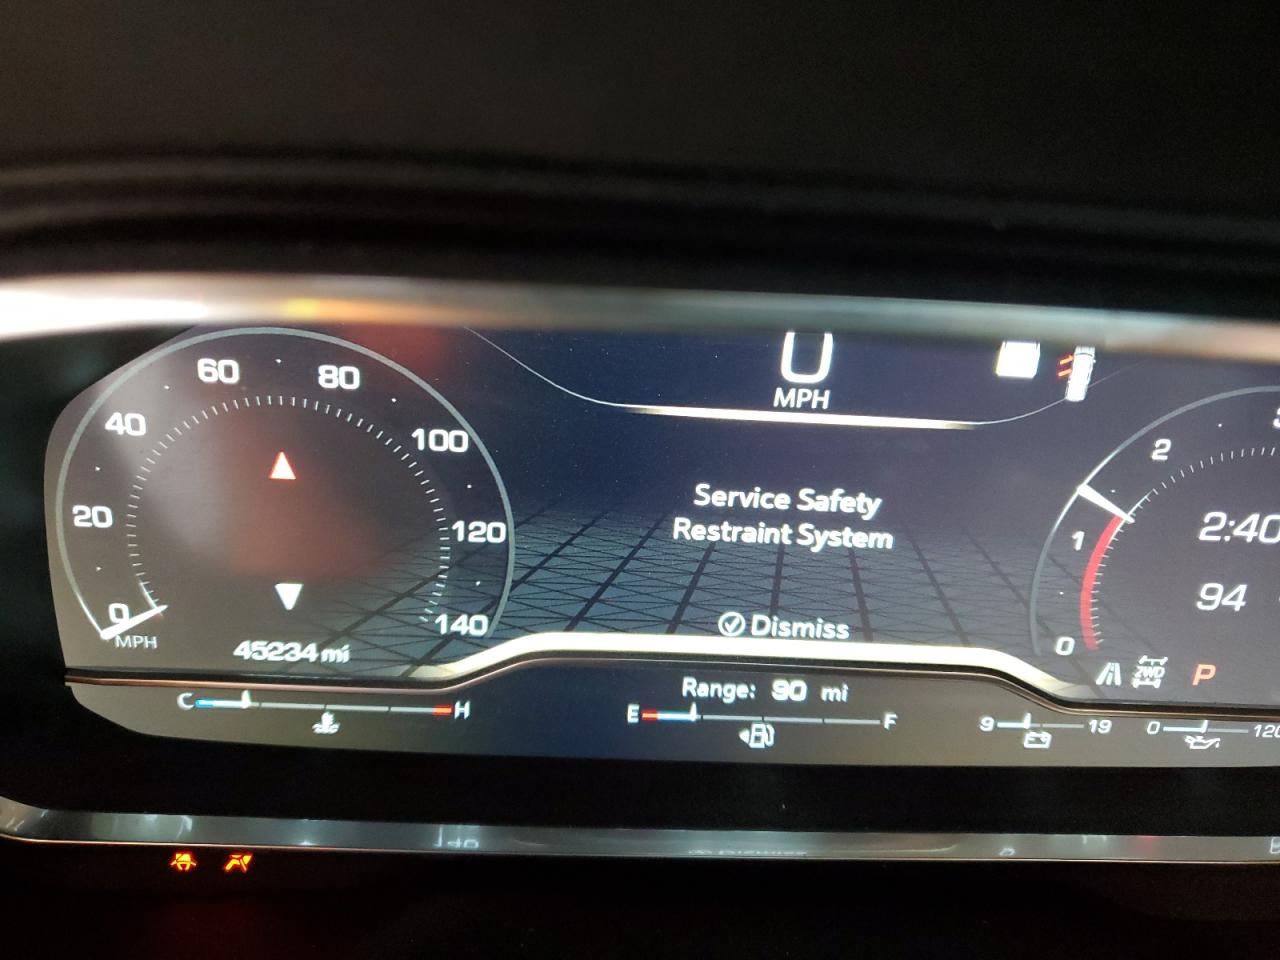 0
MPH
60
80
40
100
20
120
0
140
MPH
45234 mi
Service Safety
Restraint System
Dismiss
2
1
0
2:40
94
2WD
P
C
H
Range: 90 mi
E
F
9
19
0
120